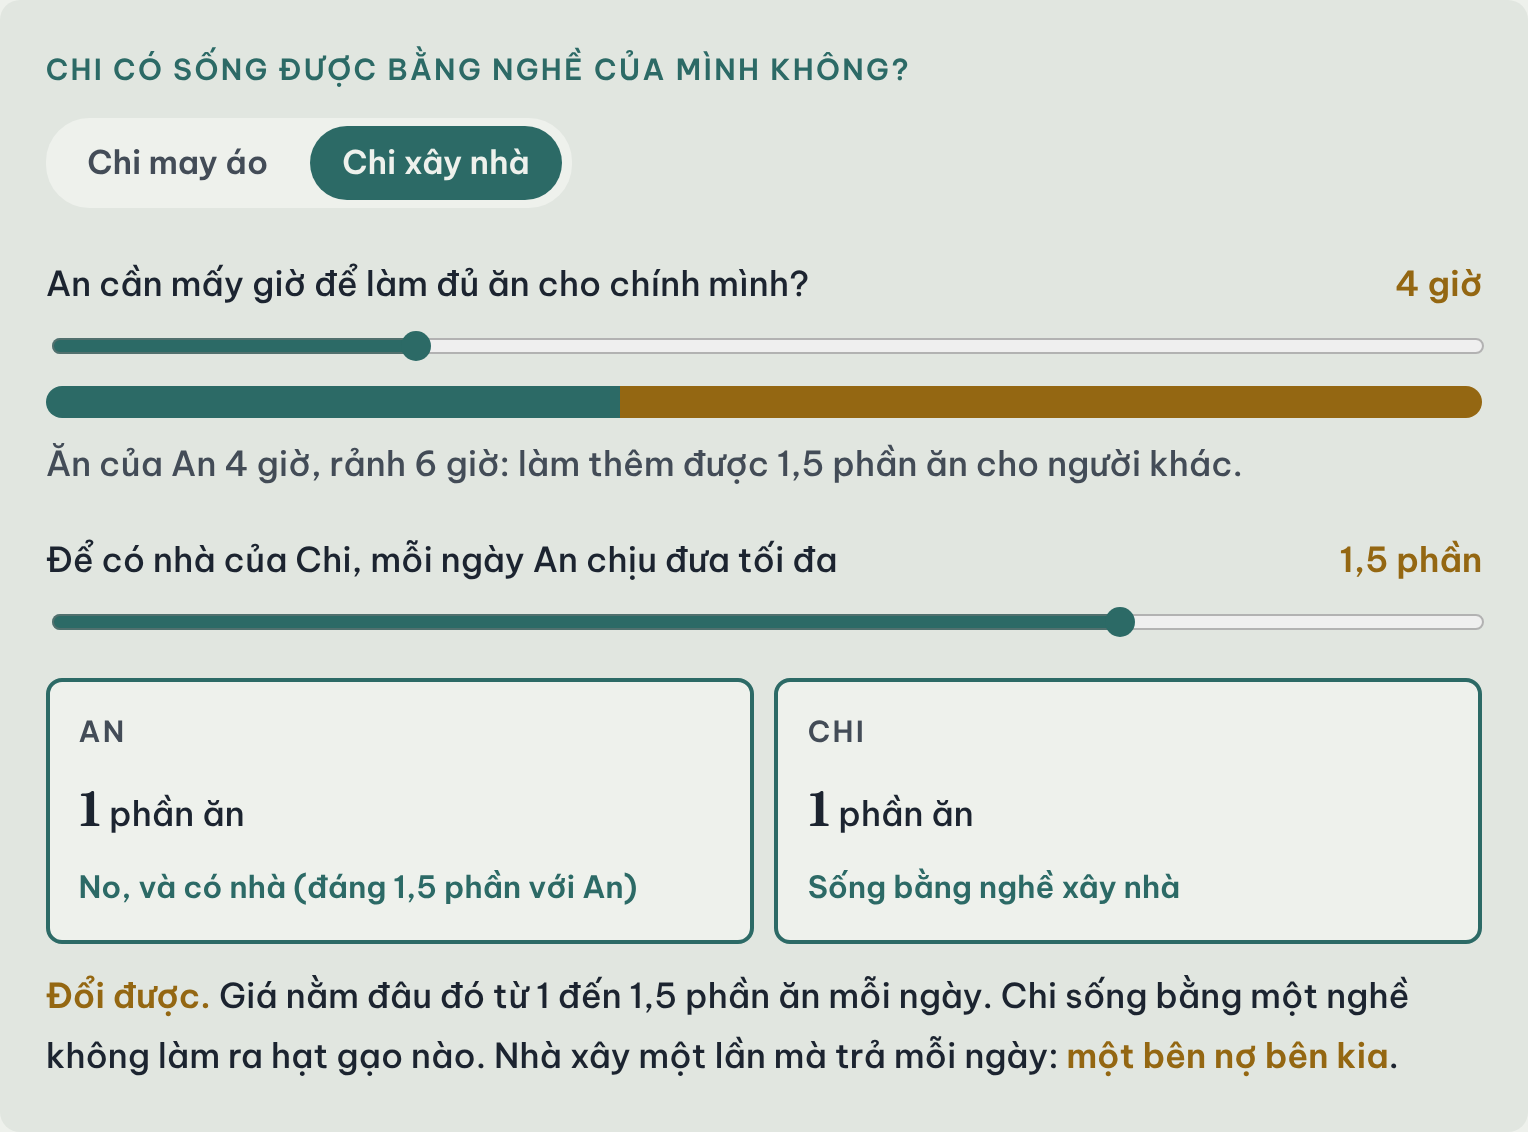 CHI CÓ SỐNG ĐƯỢC BẰNG NGHỀ CỦA MÌNH KHÔNG?
Chi may áo
Chi xây nhà
An cần mấy giờ để làm đủ ăn cho chính mình?
4 giờ
Ăn của An 4 giờ, rảnh 6 giờ: làm thêm được 1,5 phần ăn cho người khác.
Để có nhà của Chi, mỗi ngày An chịu đưa tối đa
1,5 phần
AN
1 phần ăn
No, và có nhà (đáng 1,5 phần với An)
CHI
1 phần ăn
Sống bằng nghề xây nhà
Đổi được. Giá nằm đâu đó từ 1 đến 1,5 phần ăn mỗi ngày. Chi sống bằng một nghề
không làm ra hạt gạo nào. Nhà xây một lần mà trả mỗi ngày: một bên nợ bên kia.